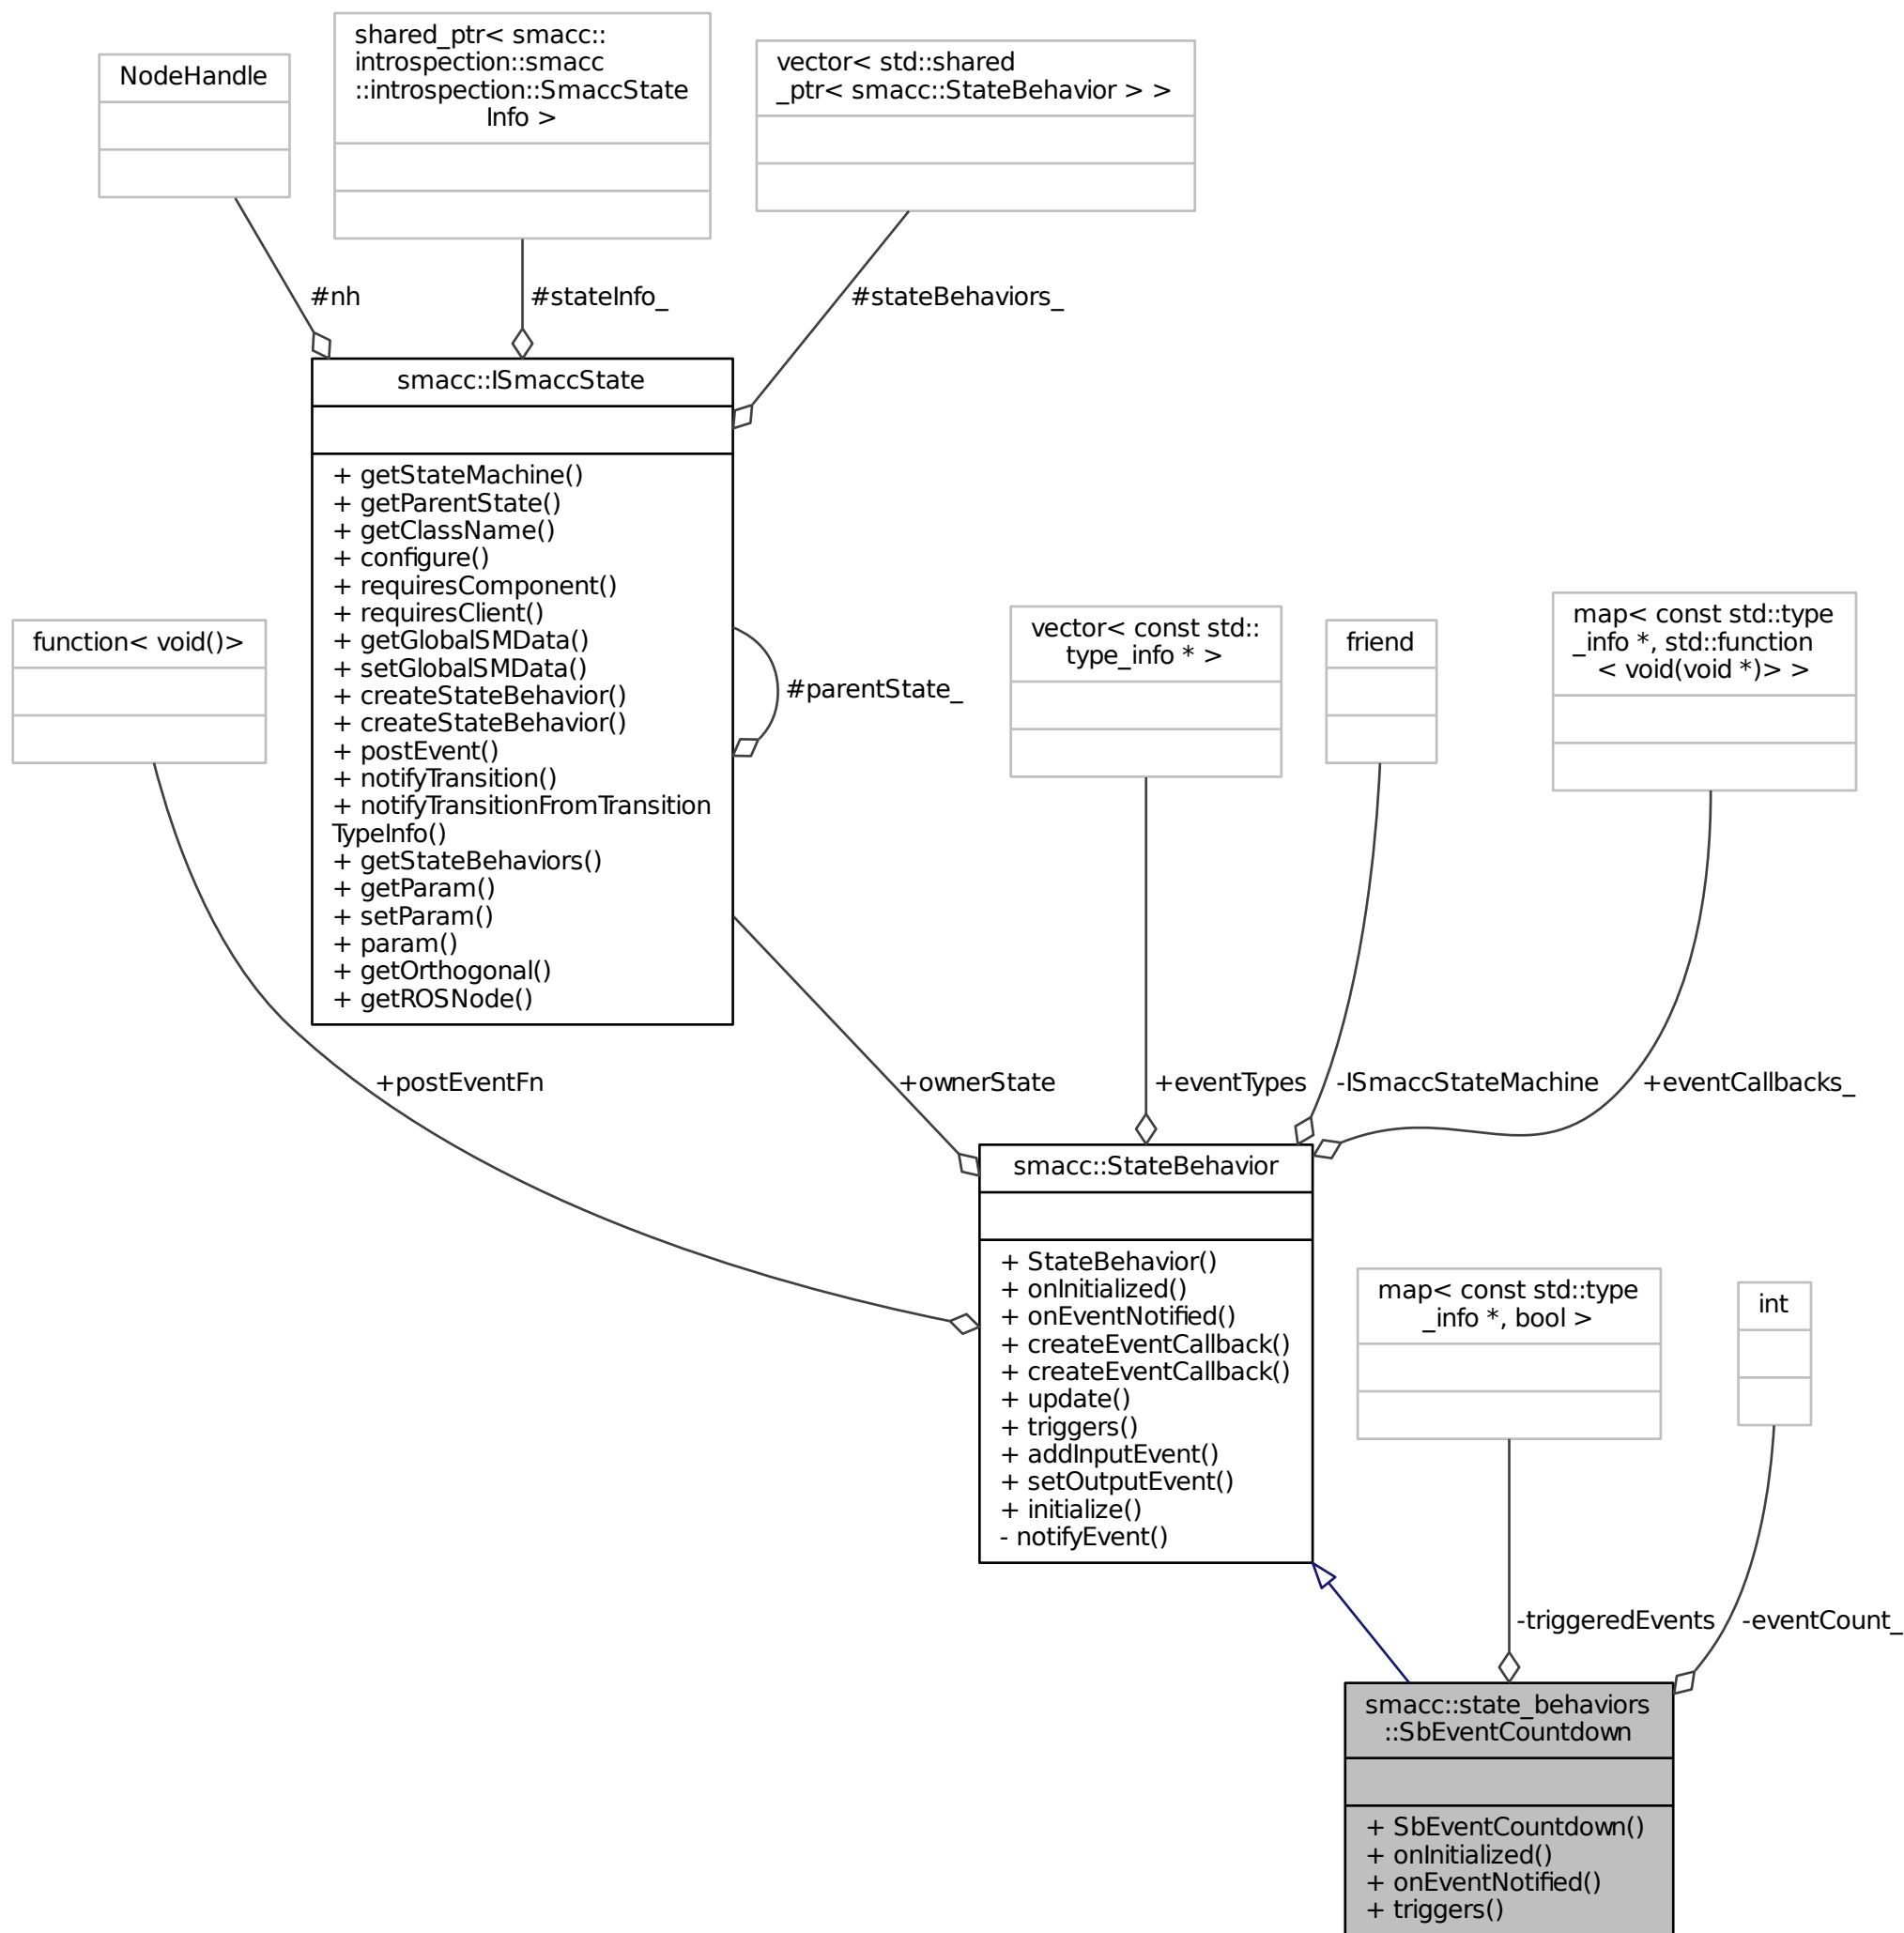 shared_ptr< smacc::
introspection::smacc
::introspection::SmaccState
Info >
vector< std::shared
_ptr< smacc::StateBehavior > >
NodeHandle
#nh
#stateInfo_
#stateBehaviors_
smacc::ISmaccState
+ getStateMachine()
+ getParentState()
+ getClassName()
+ configure()
+ requiresComponent()
+ requiresClient()
+ getGlobalSMData()
+ setGlobalSMData()
+ createStateBehavior()
+ createStateBehavior()
+ postEvent()
+ notifyTransition()
+ notifyTransitionFromTransition
TypeInfo()
+ getStateBehaviors()
+ getParam()
+ setParam()
+ param()
+ getOrthogonal()
+ getROSNode()
#parentState_
function< void()>
vector< const std::
type_info * >
friend
map< const std::type
_info *, std::function
< void(void *)> >
+postEventFn
+ownerState
+eventTypes
-ISmaccStateMachine
+eventCallbacks_
smacc::StateBehavior
+ StateBehavior()
+ onInitialized()
+ onEventNotified()
+ createEventCallback()
+ createEventCallback()
+ update()
+ triggers()
+ addInputEvent()
+ setOutputEvent()
+ initialize()
- notifyEvent()
map< const std::type
_info *, bool >
int
-triggeredEvents
-eventCount_
smacc::state_behaviors
::SbEventCountdown
+ SbEventCountdown()
+ onInitialized()
+ onEventNotified()
+ triggers()